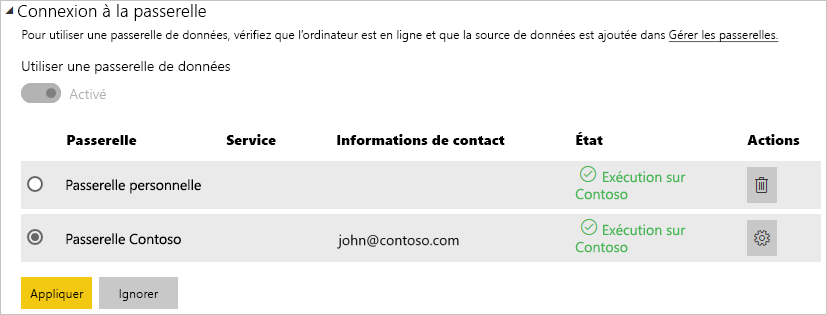 Connexion à la passerelle
Pour utiliser une passerelle de données, vérifiez que l'ordinateur est en ligne et que la source de données est ajoutée dans Gérer les passerelles.
Utiliser une passerelle de données
Activé
Passerelle Service Informations de contact État Actions
Passerelle personnelle Exécution sur
Contoso
Passerelle Contoso john@contoso.com Exécution sur
Contoso
Appliquer Ignorer